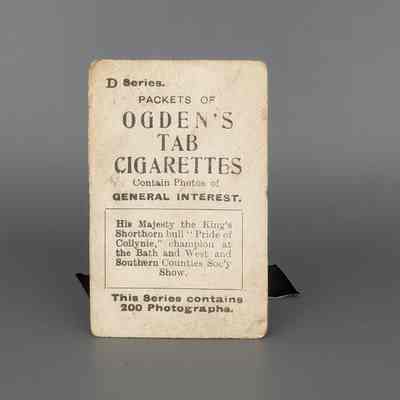 D Series.
PACKETS OF
OGDEN'S
TAB
CIGARETTES
Contain Photos of
GENERAL INTEREST.
His Majesty the King's
Shorthorn bull "Pride of
Collynie," champion at
the Bath and West and
Southern Counties Soc'y
Show.
This Series contains
200 Photographs.